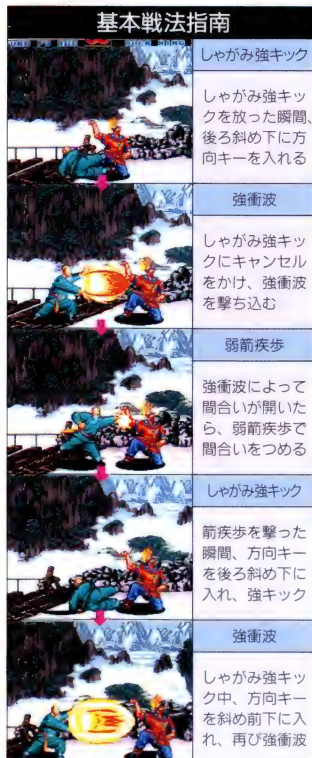 基本戦法指南
しゃがみ強キック
しゃがみ強キッ
クを放った瞬間、
後ろ斜め下に方
向キーを入れる
強衝波
しゃがみ強キッ
クにキャンセル
をかけ、強衝波
を撃ち込む
弱箭疾歩
強衝波によって
間合いが開いた
ら、弱箭疾歩で
間合いをつめる
しゃがみ強キック
箭疾歩を撃った
瞬間、方向キー
を後ろ斜め下に
入れ、強キック
強衝波
しゃがみ強キッ
ク中、方向キー
を斜め前下に入
れ、再び強衝波